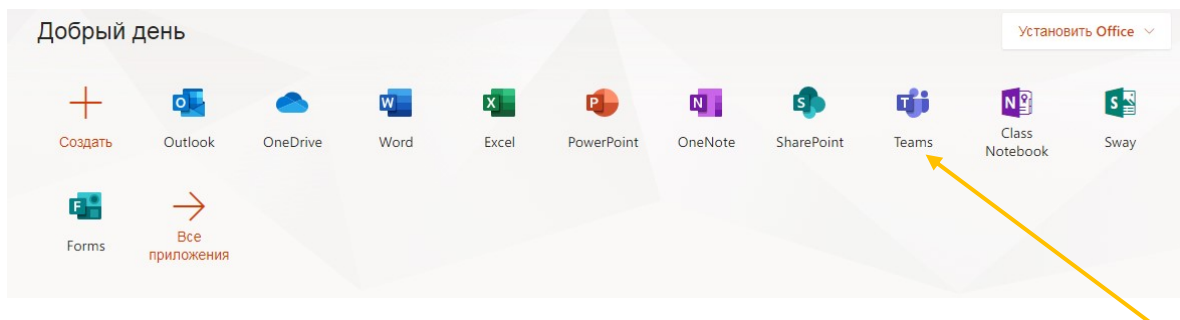 Добрый день
Установить Office
Создать
Outlook
OneDrive
Word
Excel
PowerPoint
OneNote
SharePoint
Teams
Class
Notebook
Sway
Forms
Все
приложения